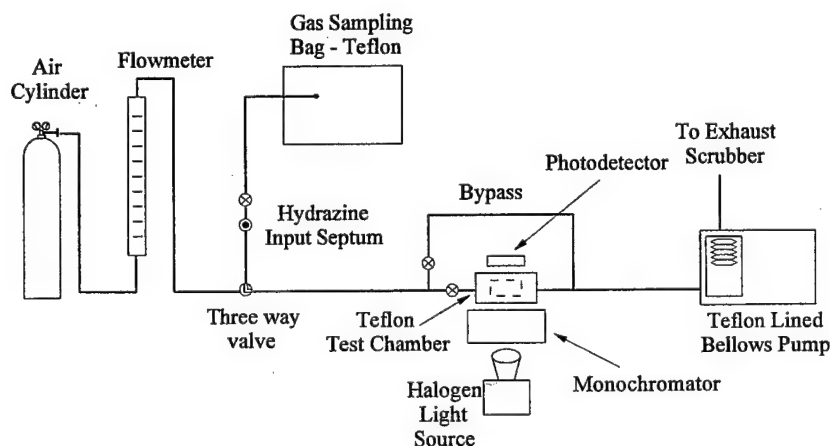 Gas Sampling
Bag - Teflon
Air
Cylinder
Flowmeter
To Exhaust
Scrubber
Photodetector
Bypass
Hydrazine
Input Septum
Three way
valve
Teflon
Test Chamber
Teflon Lined
Bellows Pump
Monochromator
Halogen
Light
Source